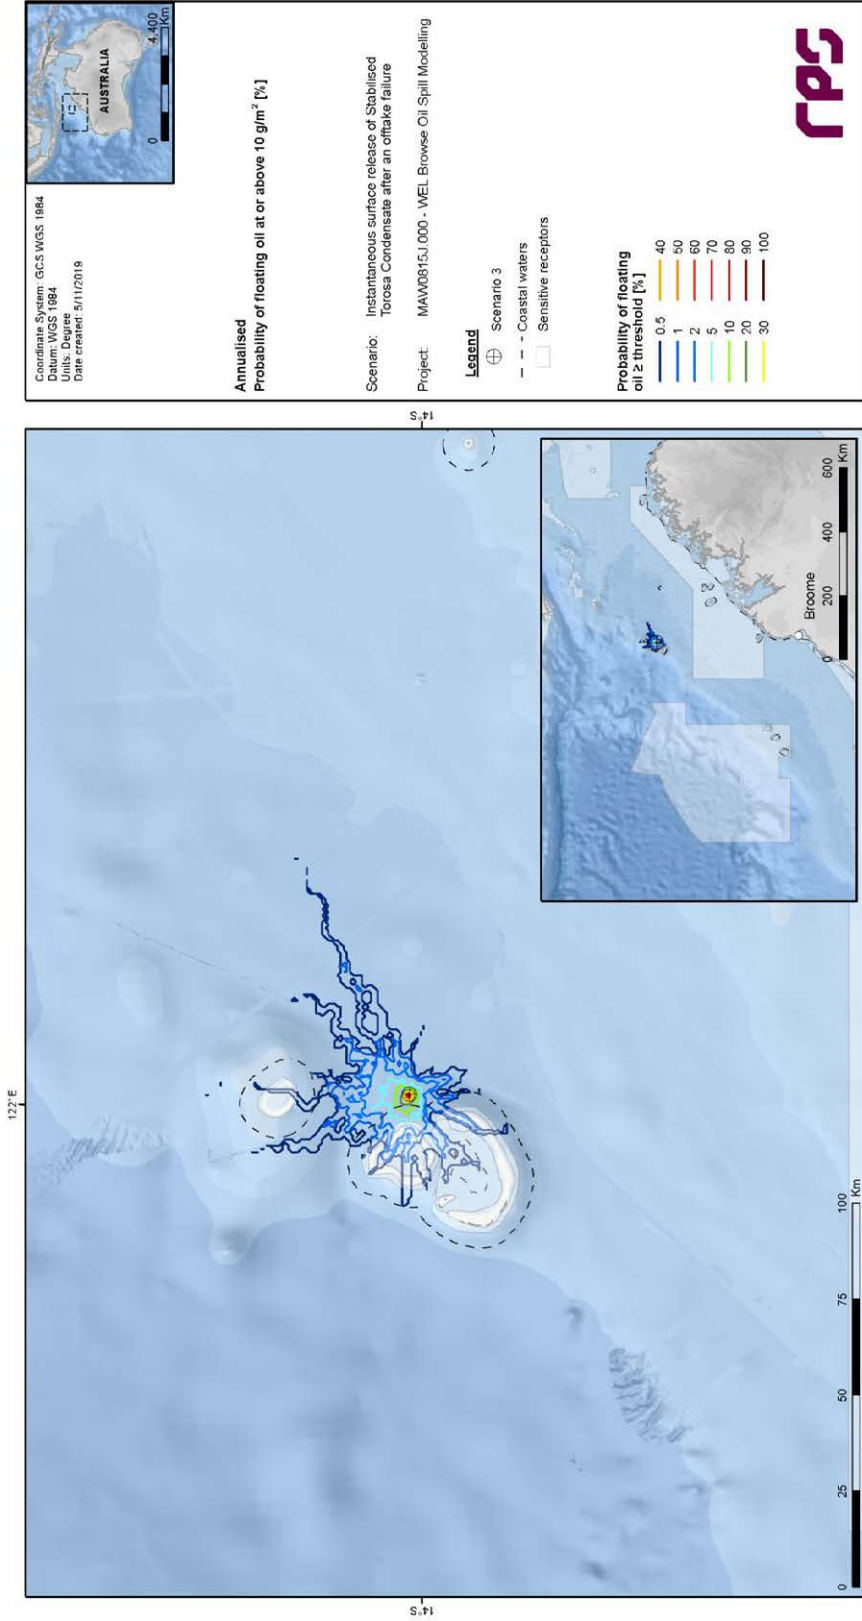 122°E
14°S
14°S
0 25 50 75 100 Km
Broome
0 200 400 600 Km
AUSTRALIA
0 4,400 Km
Coordinate System: GCS WGS 1984
Datum: WGS 1984
Units: Degree
Date created: 5/11/2019
Annualised
Probability of floating oil at or above 10 g/m² [%]
Scenario: Instantaneous surface release of Stabilised
Torosa Condensate after an offtake failure
Project: MAW0815J.000 - WEL Browse Oil Spill Modelling
Legend
Scenario 3
Coastal waters
Sensitive receptors
Probability of floating
oil ≥ threshold [%]
0.5 40
1 50
2 60
5 70
10 80
20 90
30 100
rps